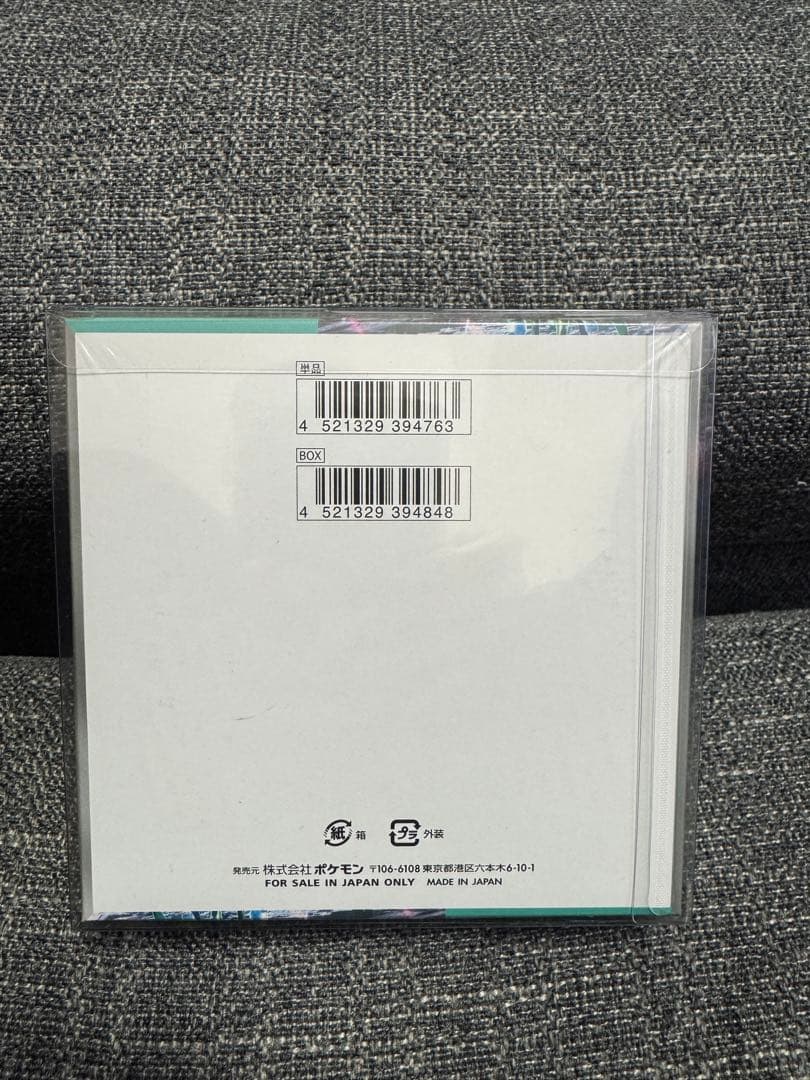 単品
4 521329 394763
BOX
4 521329 394848
紙 箱 プラ 外装
発売元 株式会社ポケモン 〒106-6108 東京都港区六本木6-10-1
FOR SALE IN JAPAN ONLY MADE IN JAPAN